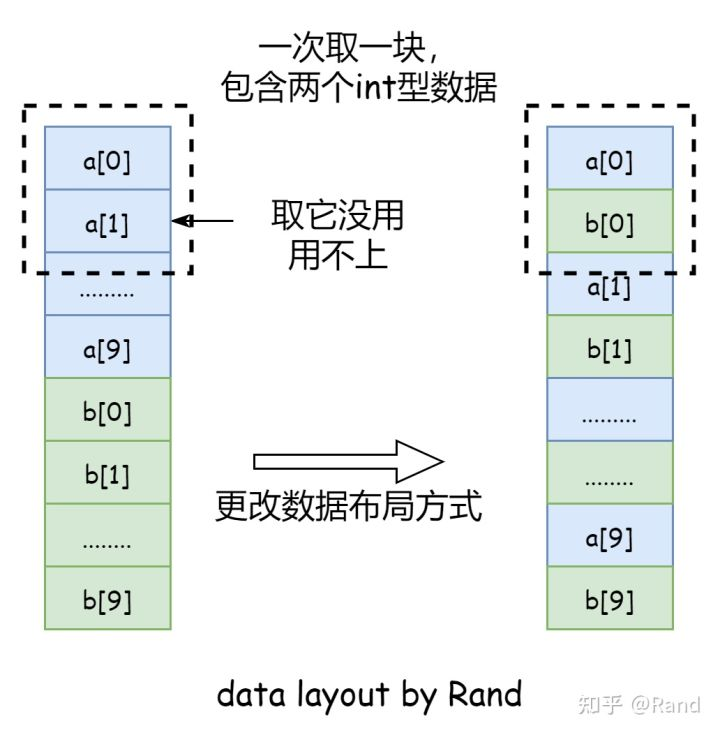 一次取一块，
包含两个int型数据
a[0]
a[1]
.........
a[9]
b[0]
b[1]
........
b[9]
取它没用
用不上
更改数据布局方式
a[0]
b[0]
a[1]
b[1]
.........
........
a[9]
b[9]
data layout by Rand
知乎 @Rand